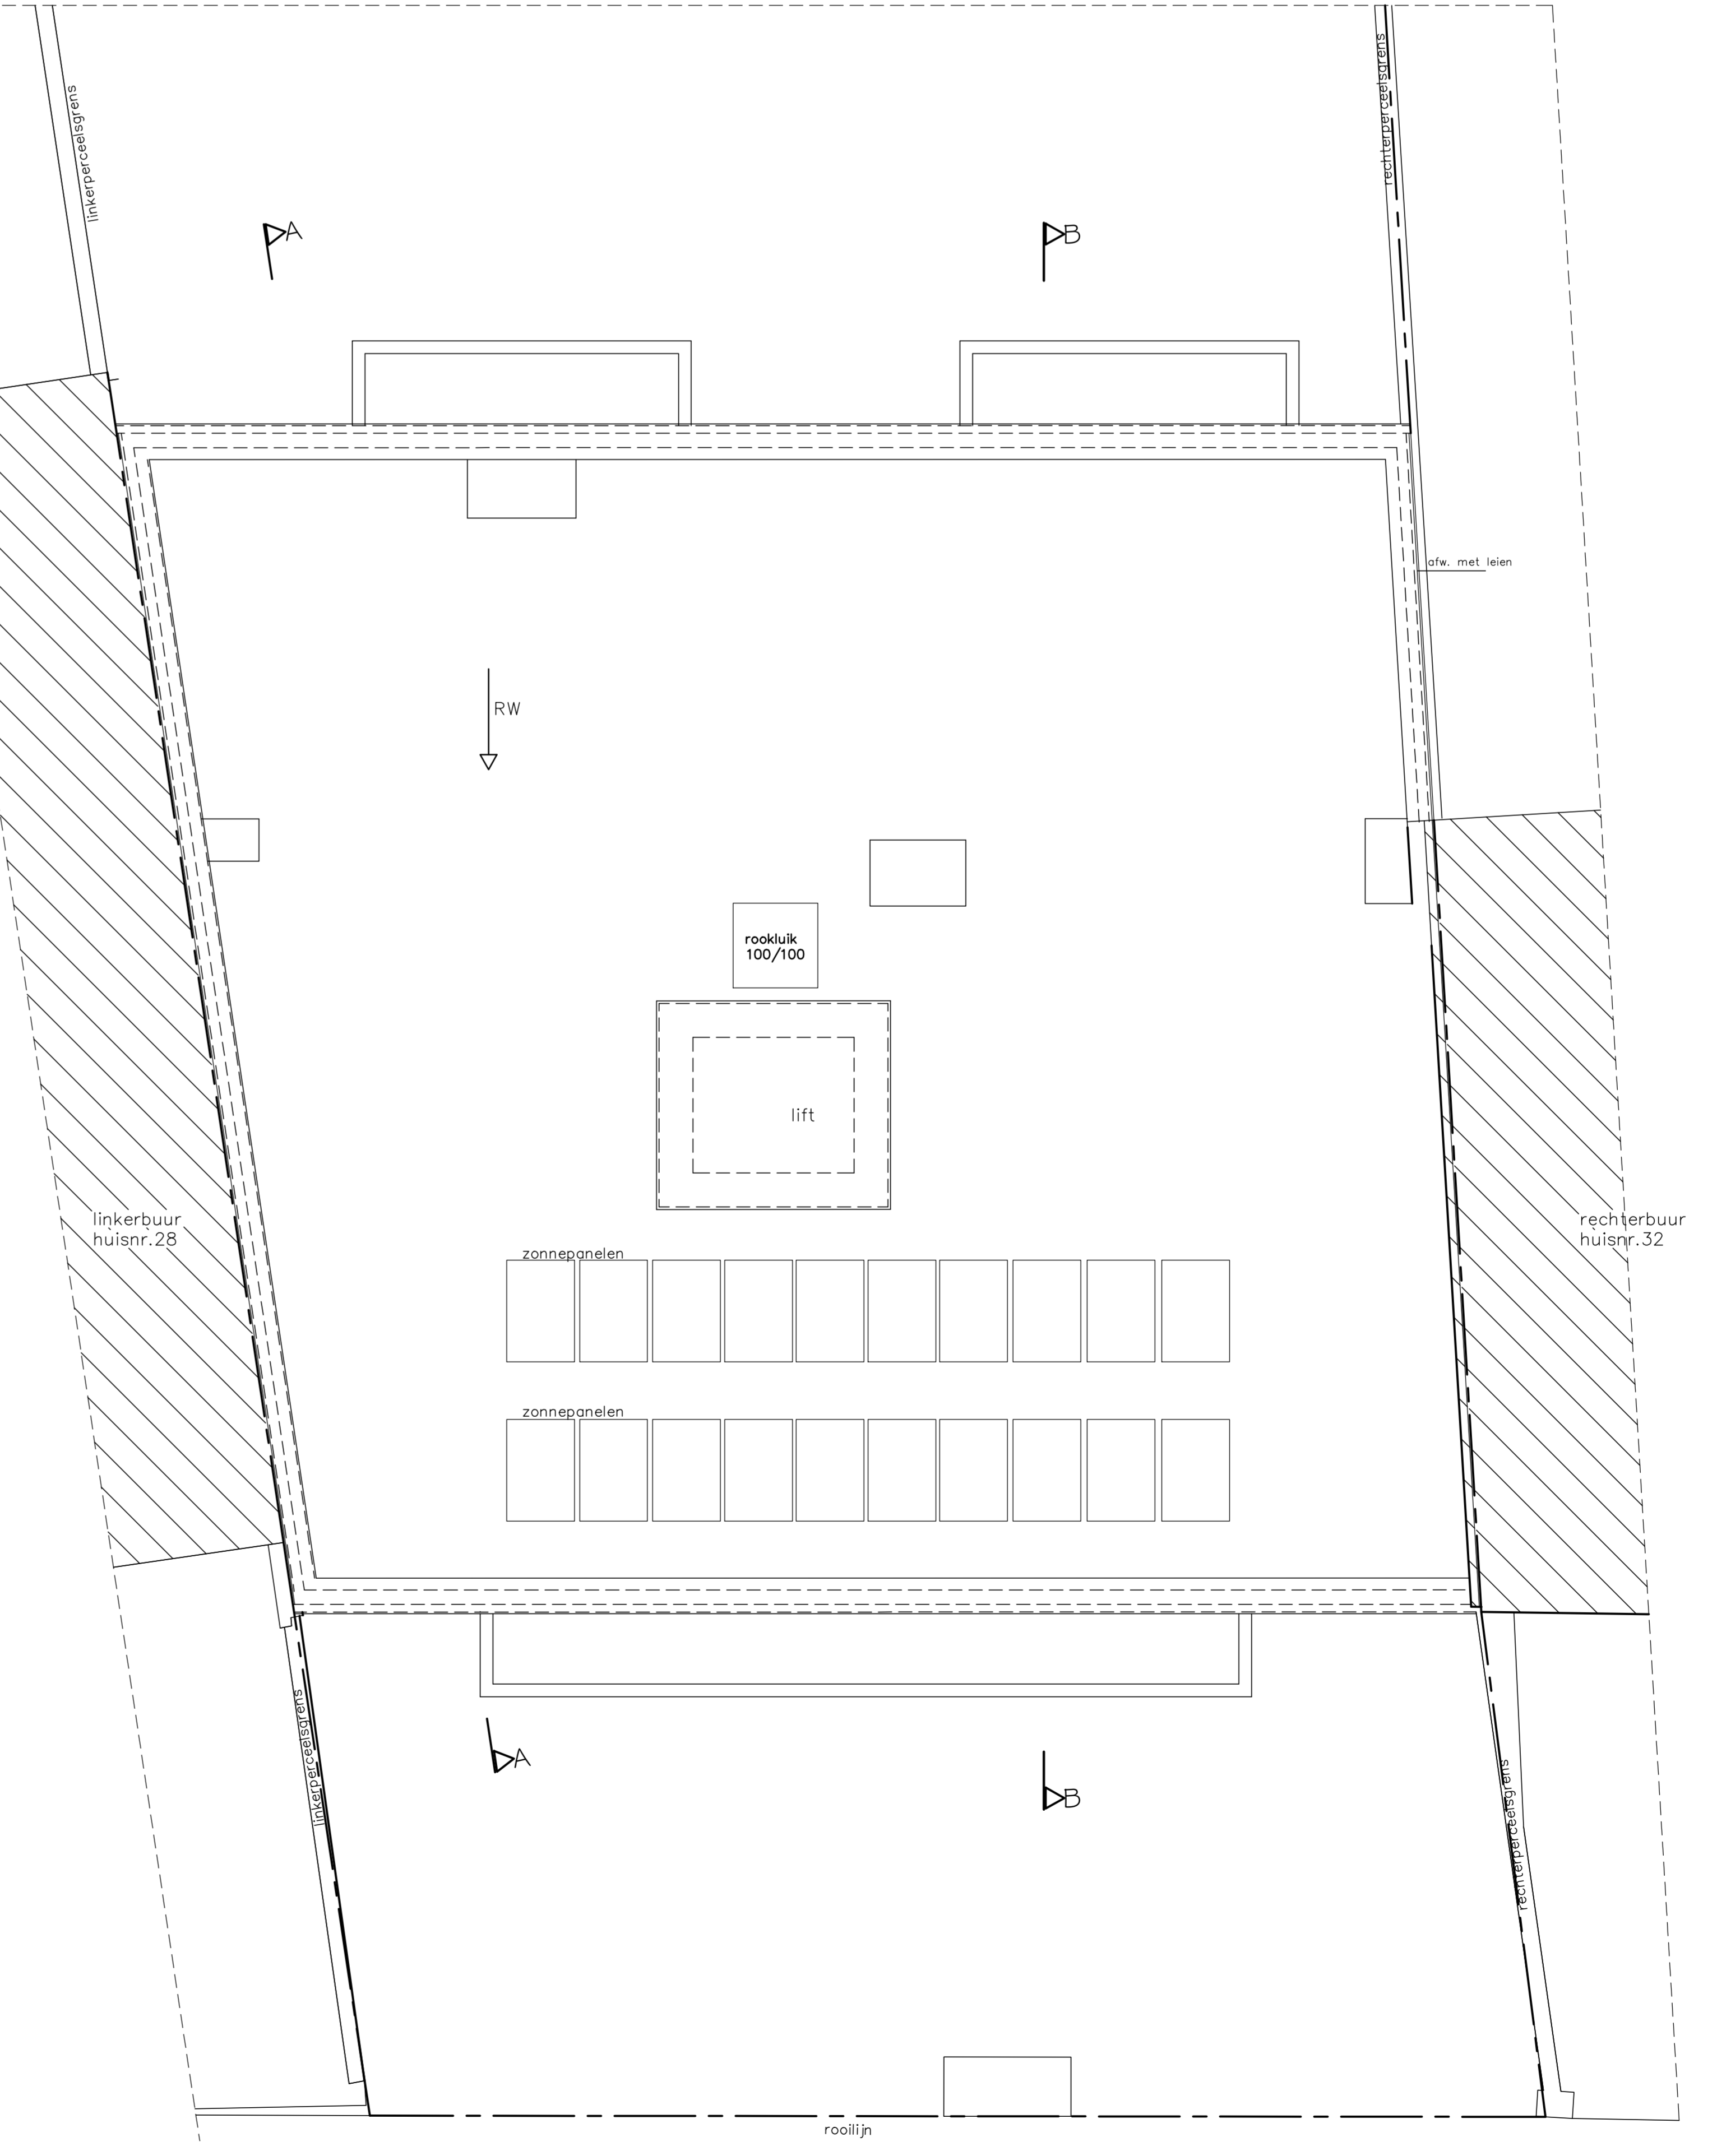 linkerperceelsgrens
rechterperceelsgrens
A
B
afw. met leien
RW
rookluik
100/100
lift
linkerbuur
huisnr.28
rechterbuur
huisnr.32
zonnepanelen
zonnepanelen
linkerperceelsgrens
A
B
rechterperceelsgrens
rooilijn